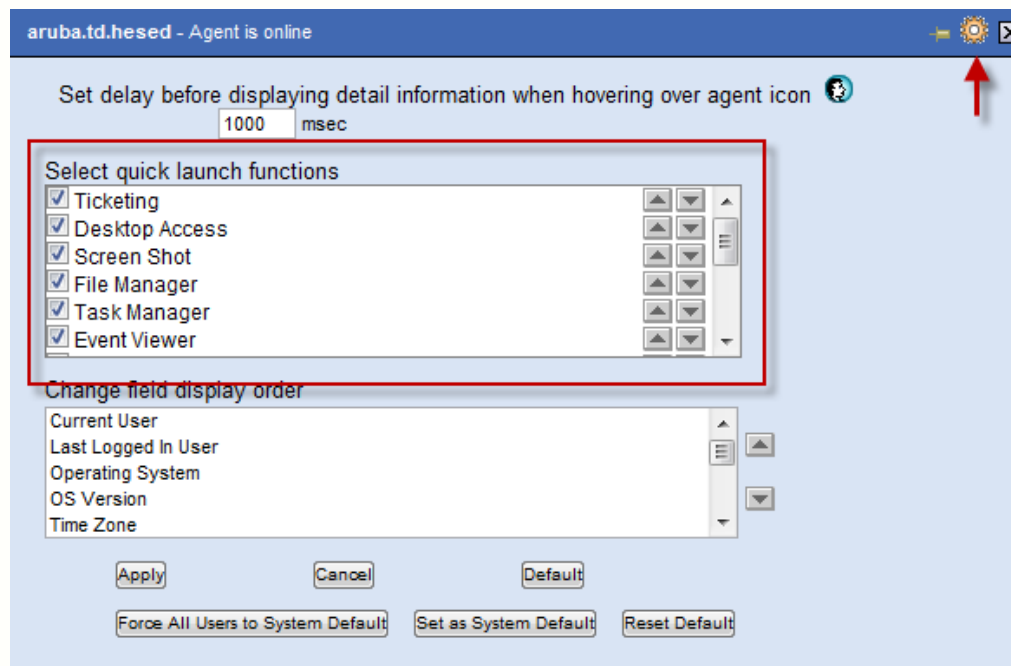 aruba.td.hesed - Agent is online
Set delay before displaying detail information when hovering over agent icon
1000 msec
Select quick launch functions
Ticketing
Desktop Access
Screen Shot
File Manager
Task Manager
Event Viewer
Change field display order
Current User
Last Logged In User
Operating System
OS Version
Time Zone
Apply Cancel Default
Force All Users to System Default Set as System Default Reset Default